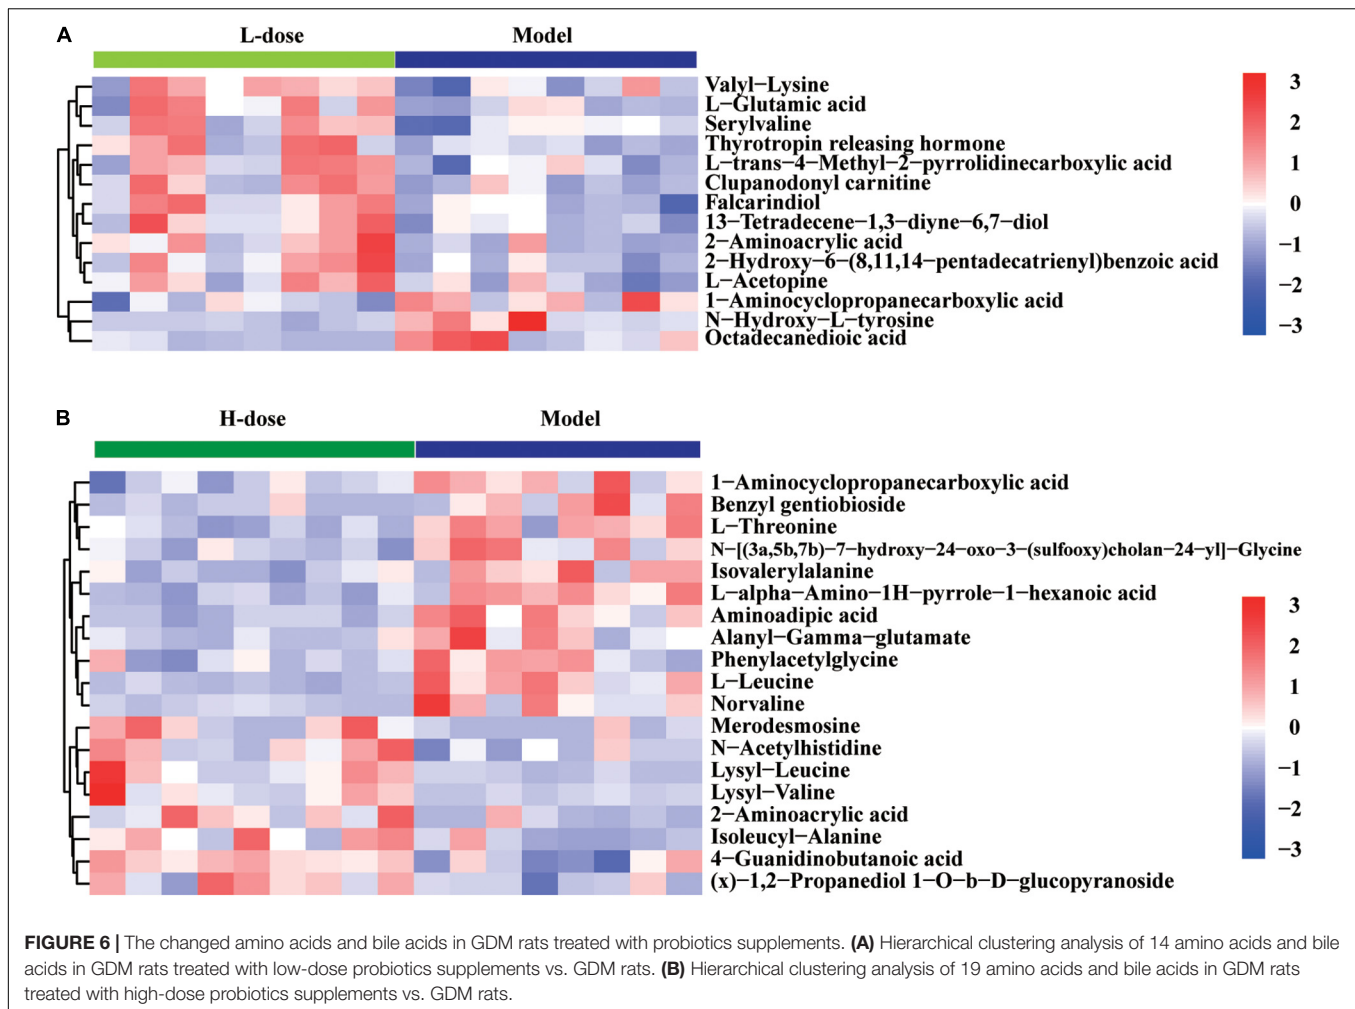 A
L-dose Model
Valyl−Lysine
L−Glutamic acid
Serylvaline
Thyrotropin releasing hormone
L−trans−4−Methyl−2−pyrrolidinecarboxylic acid
Clupanodonyl carnitine
Falcarindiol
13−Tetradecene−1,3−diyne−6,7−diol
2−Aminoacrylic acid
2−Hydroxy−6−(8,11,14−pentadecatrienyl)benzoic acid
L−Acetopine
1−Aminocyclopropanecarboxylic acid
N−Hydroxy−L−tyrosine
Octadecanedioic acid
3
2
1
0
−1
−2
−3
B
H-dose Model
1−Aminocyclopropanecarboxylic acid
Benzyl gentiobioside
L−Threonine
N−[(3a,5b,7b)−7−hydroxy−24−oxo−3−(sulfooxy)cholan−24−yl]−Glycine
Isovalerylalanine
L−alpha−Amino−1H−pyrrole−1−hexanoic acid
Aminoadipic acid
Alanyl−Gamma−glutamate
Phenylacetylglycine
L−Leucine
Norvaline
Merodesmosine
N−Acetylhistidine
Lysyl−Leucine
Lysyl−Valine
2−Aminoacrylic acid
Isoleucyl−Alanine
4−Guanidinobutanoic acid
(x)−1,2−Propanediol 1−O−b−D−glucopyranoside
3
2
1
0
−1
−2
−3
FIGURE 6 | The changed amino acids and bile acids in GDM rats treated with probiotics supplements. (A) Hierarchical clustering analysis of 14 amino acids and bile
acids in GDM rats treated with low-dose probiotics supplements vs. GDM rats. (B) Hierarchical clustering analysis of 19 amino acids and bile acids in GDM rats
treated with high-dose probiotics supplements vs. GDM rats.